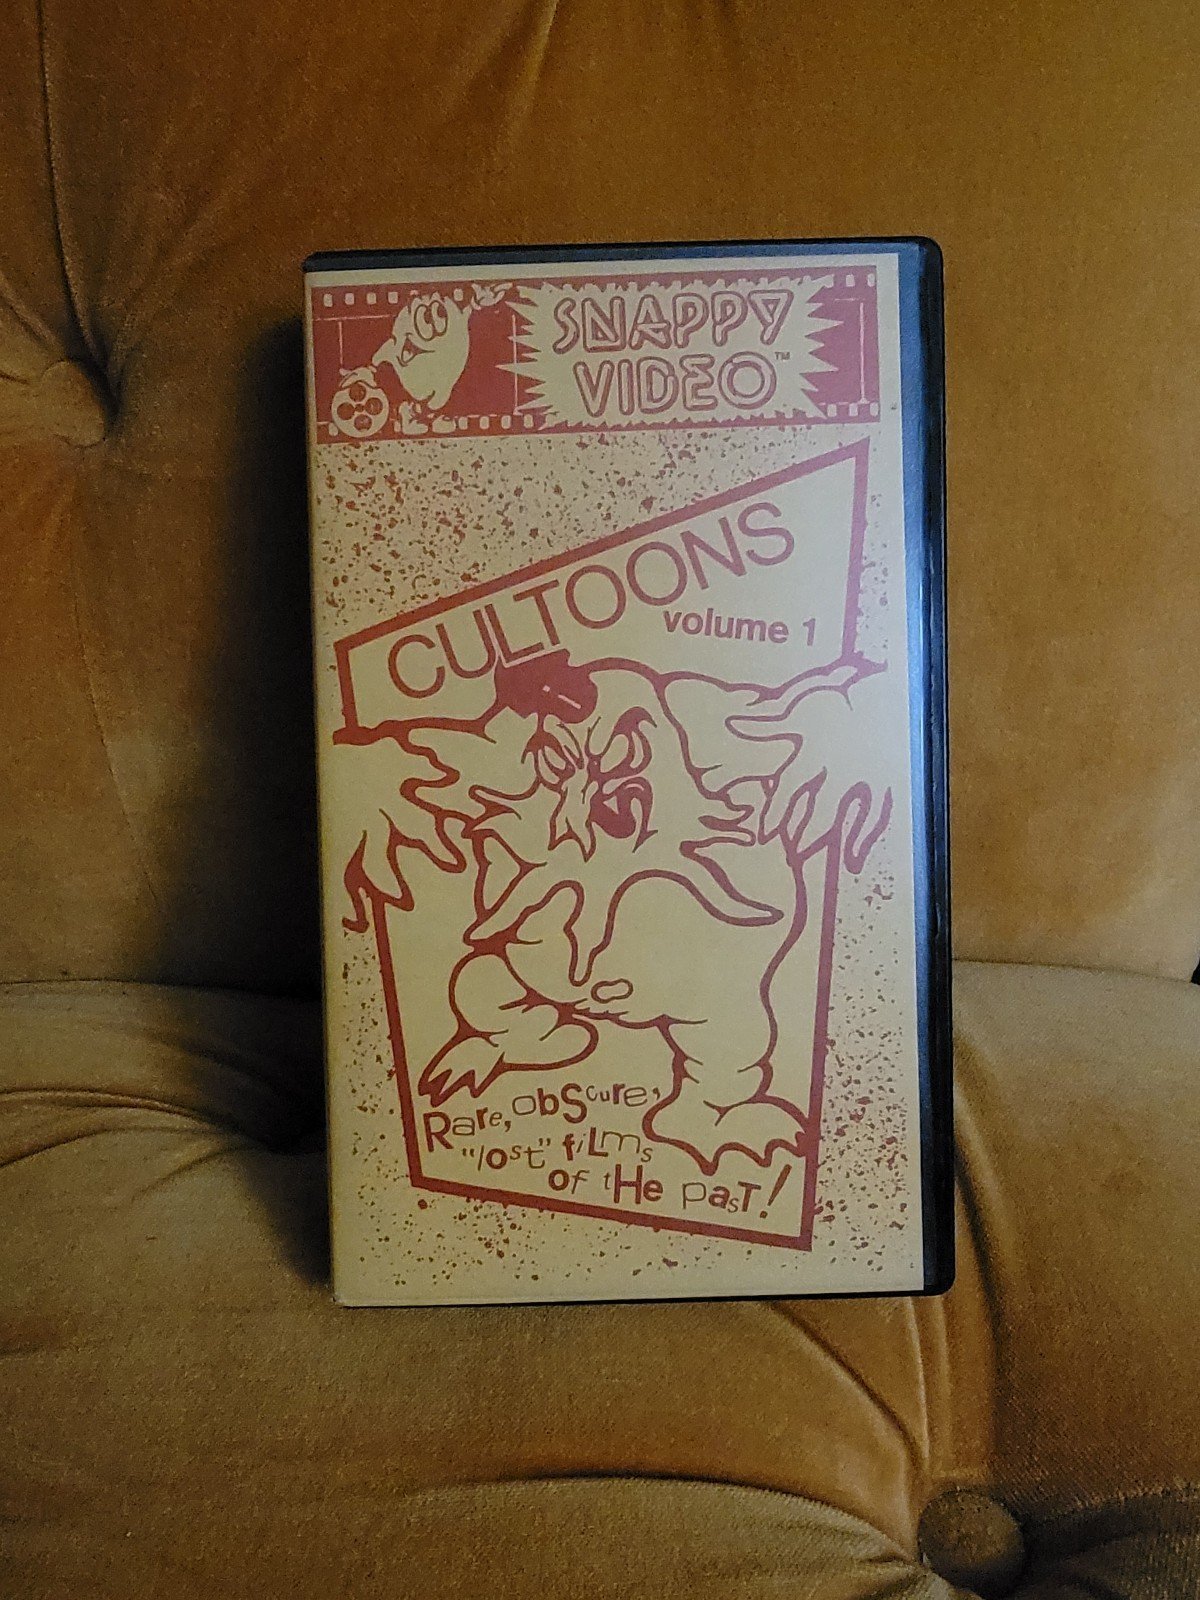 SNAPPY
VIDEO™
CULTOONS
volume 1
Rare, obScure,
"lost" fiLms
of tHe pasT!